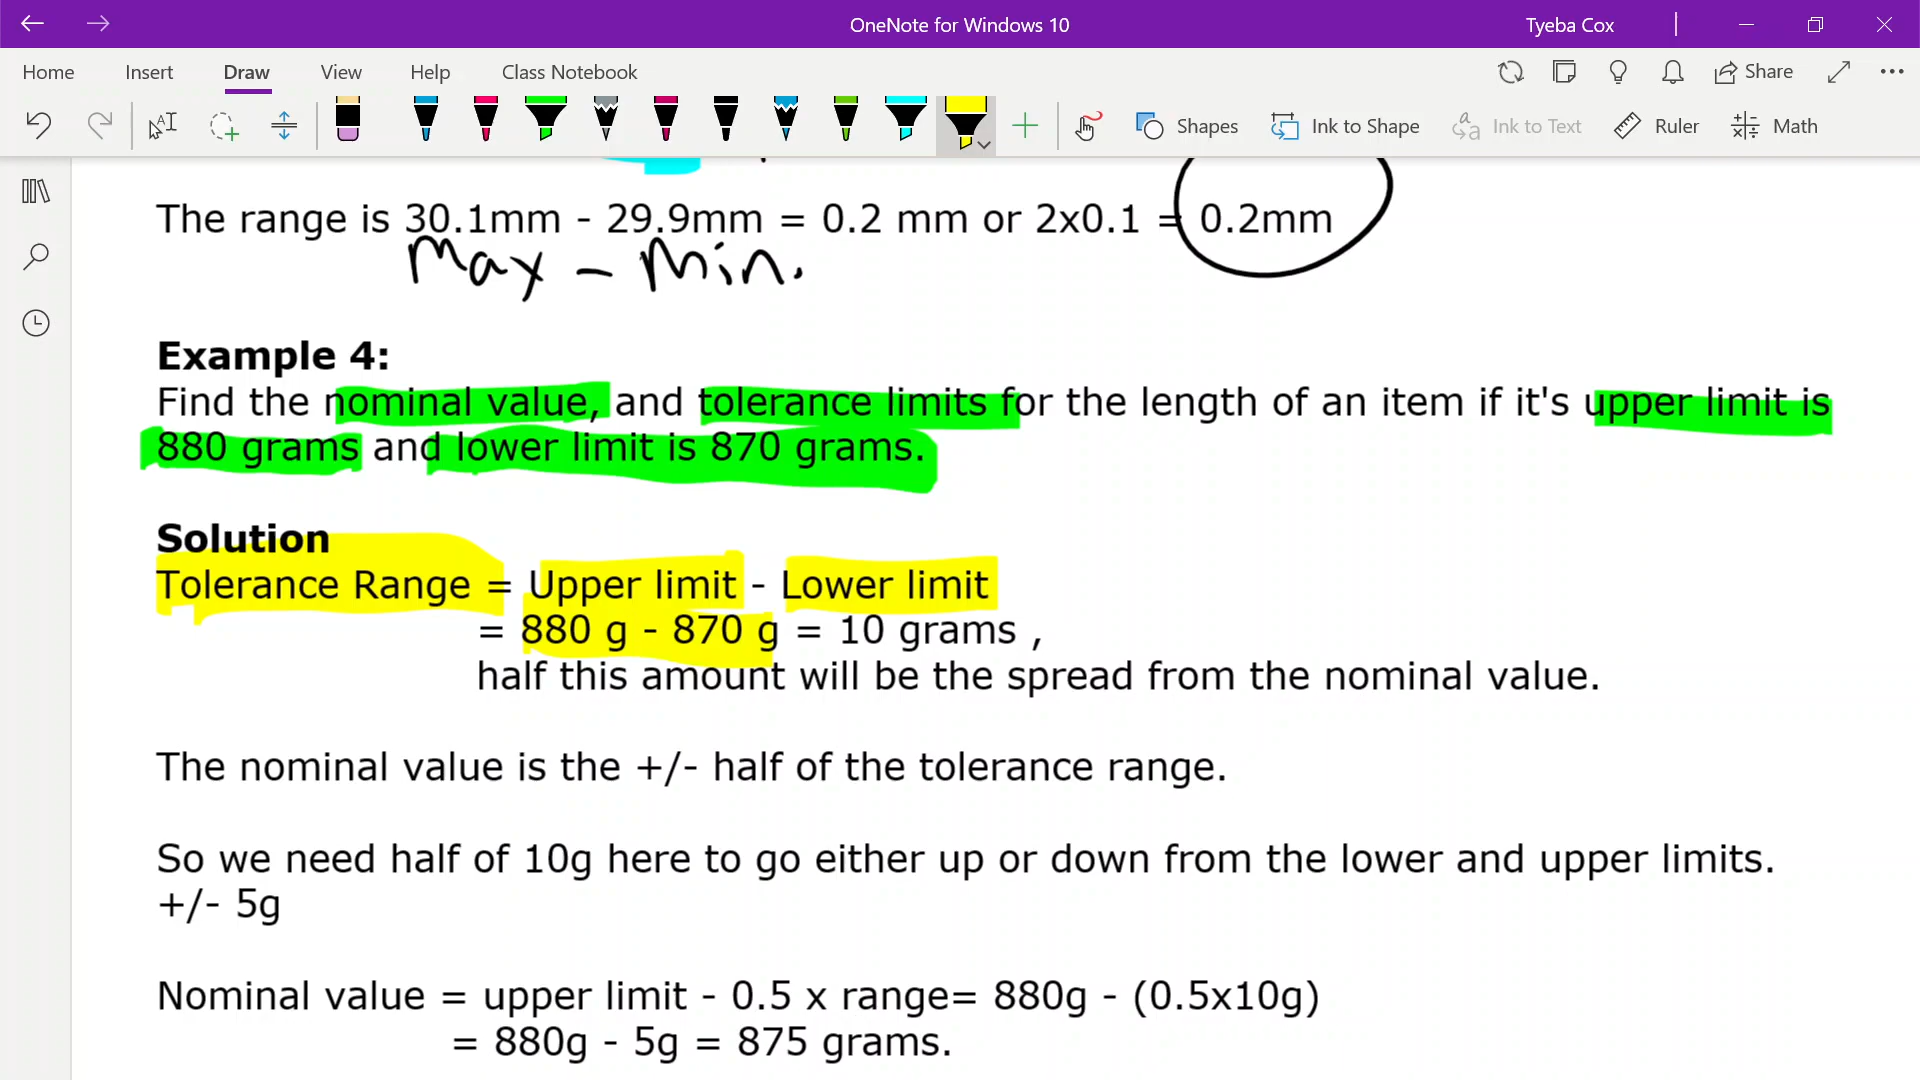 OneNote for Windows 10
Tyeba Cox
Home Insert Draw View Help Class Notebook Share
Shapes Ink to Shape Ink to Text Ruler Math
The range is 30.1mm - 29.9mm = 0.2 mm or 2x0.1 = 0.2mm
Max - Min.
Example 4:
Find the nominal value, and tolerance limits for the length of an item if it's upper limit is
880 grams and lower limit is 870 grams.
Solution
Tolerance Range = Upper limit - Lower limit
= 880 g - 870 g = 10 grams ,
half this amount will be the spread from the nominal value.
The nominal value is the +/- half of the tolerance range.
So we need half of 10g here to go either up or down from the lower and upper limits.
+/- 5g
Nominal value = upper limit - 0.5 x range= 880g - (0.5x10g)
= 880g - 5g = 875 grams.